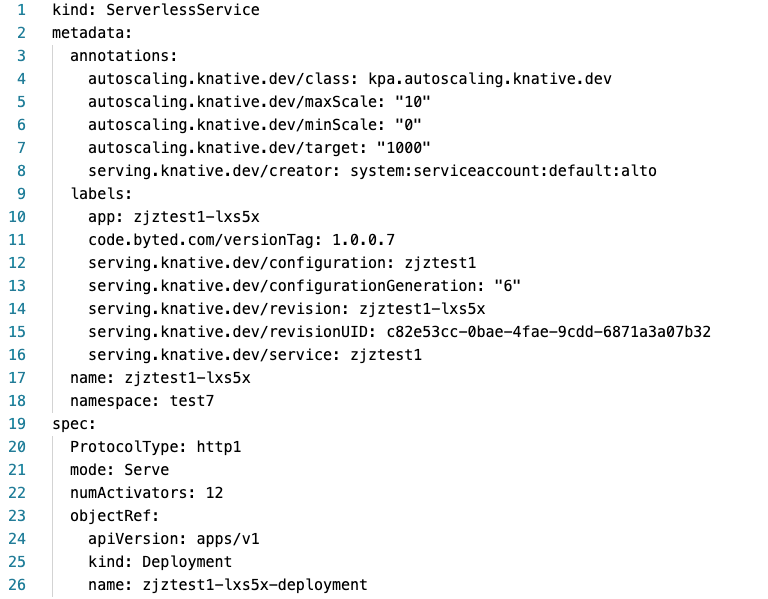 1 kind: ServerlessService
2 metadata:
3 annotations:
4 autoscaling.knative.dev/class: kpa.autoscaling.knative.dev
5 autoscaling.knative.dev/maxScale: "10"
6 autoscaling.knative.dev/minScale: "0"
7 autoscaling.knative.dev/target: "1000"
8 serving.knative.dev/creator: system:serviceaccount:default:alto
9 labels:
10 app: zjztest1-lxs5x
11 code.byted.com/versionTag: 1.0.0.7
12 serving.knative.dev/configuration: zjztest1
13 serving.knative.dev/configurationGeneration: "6"
14 serving.knative.dev/revision: zjztest1-lxs5x
15 serving.knative.dev/revisionUID: c82e53cc-0bae-4fae-9cdd-6871a3a07b32
16 serving.knative.dev/service: zjztest1
17 name: zjztest1-lxs5x
18 namespace: test7
19 spec:
20 ProtocolType: http1
21 mode: Serve
22 numActivators: 12
23 objectRef:
24 apiVersion: apps/v1
25 kind: Deployment
26 name: zjztest1-lxs5x-deployment